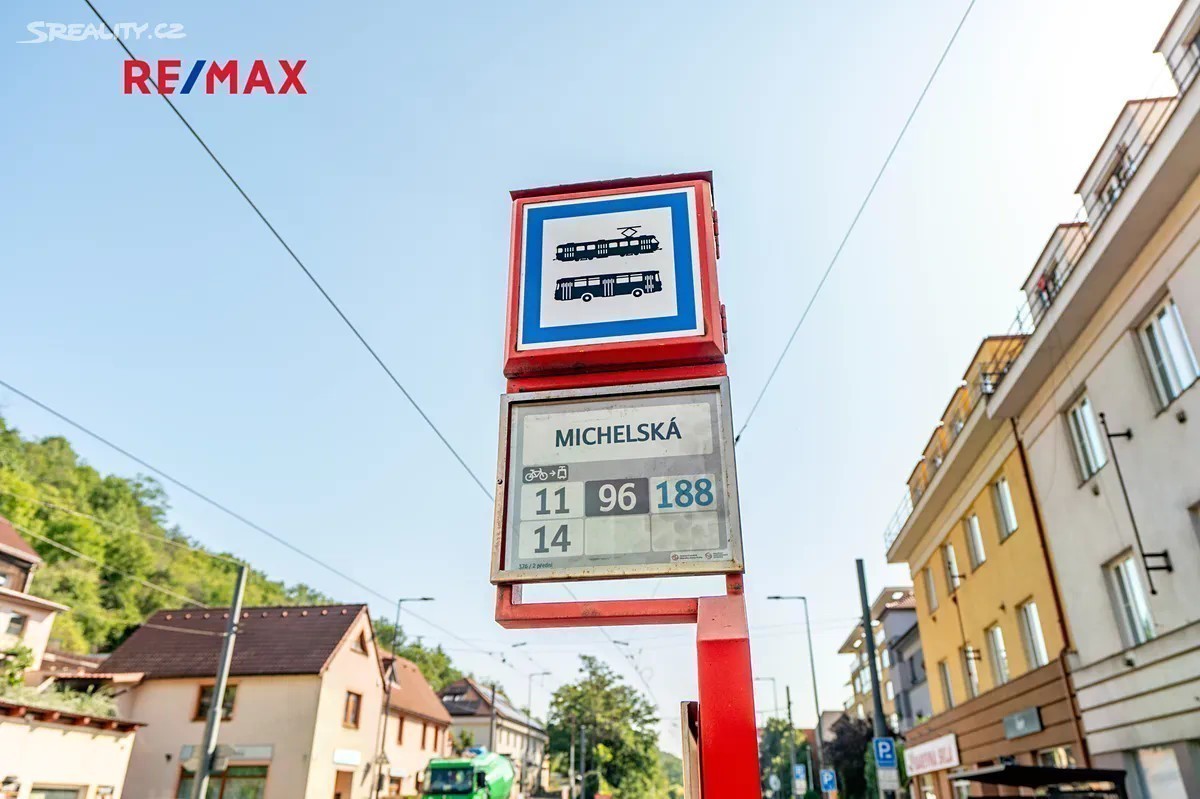 SREALITY.CZ
RE/MAX
MICHELSKÁ
11 96 188
14
P
P